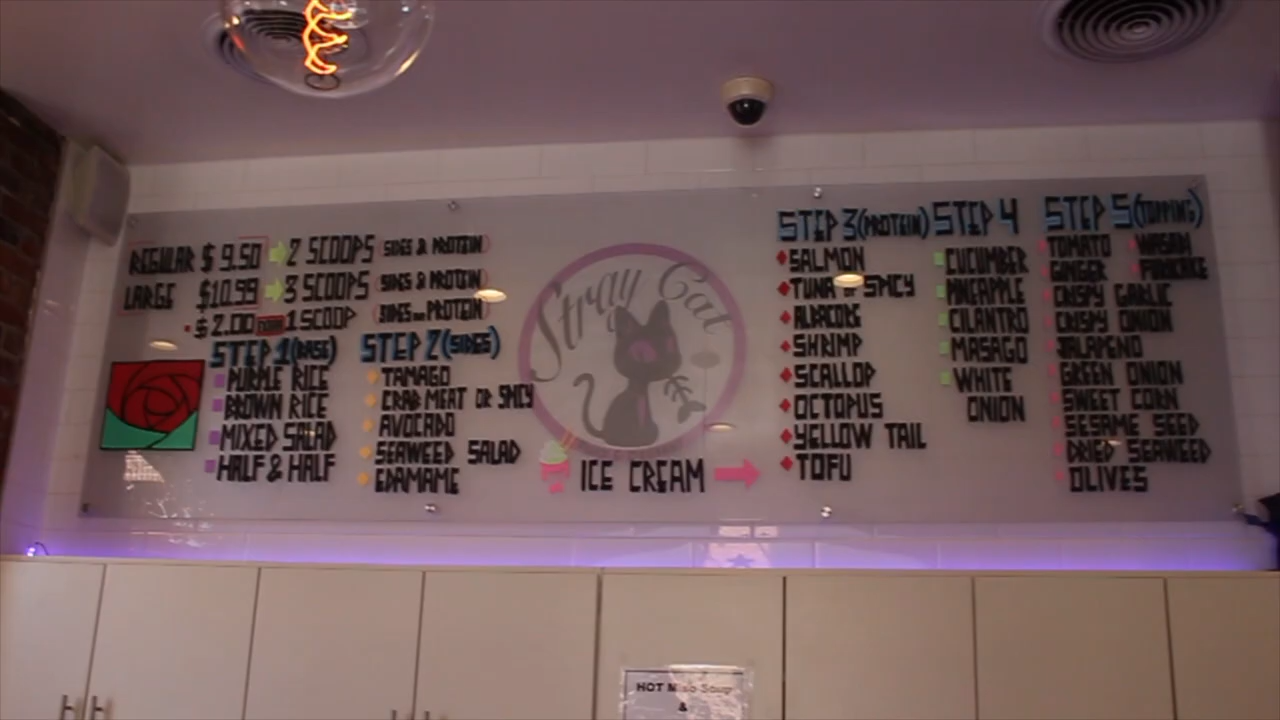 REGULAR $ 9.50 2 SCOOPS (SIDES & PROTEIN)
LARGE $10.99 3 SCOOPS (SIDES & PROTEIN)
$ 2.00 EXTRA 1 SCOOP (SIDES OR PROTEIN)
STEP 1 (BASE)
PURPLE RICE
BROWN RICE
MIXED SALAD
HALF & HALF
STEP 2 (SIDES)
TAMAGO
CRAB MEAT OR SPICY
AVOCADO
SEAWEED SALAD
EDAMAME
Stray Cat
ICE CREAM
STEP 3 (PROTEIN)
SALMON
TUNA OR SPICY
ALBACORE
SHRIMP
SCALLOP
OCTOPUS
YELLOW TAIL
TOFU
STEP 4
CUCUMBER
PINEAPPLE
CILANTRO
MASAGO
WHITE
ONION
STEP 5 (TOPPING)
TOMATO WASABI
GINGER FURIKAKE
CRISPY GARLIC
CRISPY ONION
JALAPENO
GREEN ONION
SWEET CORN
SESAME SEED
DRIED SEAWEED
OLIVES
HOT Miso Soup
&